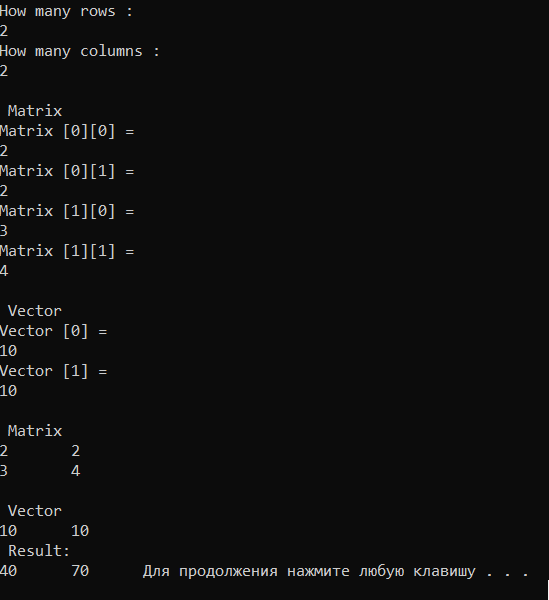 How many rows :
2
How many columns :
2
Matrix
Matrix [0][0] =
2
Matrix [0][1] =
2
Matrix [1][0] =
3
Matrix [1][1] =
4
Vector
Vector [0] =
10
Vector [1] =
10
Matrix
2 2
3 4
Vector
10 10
Result:
40 70 Для продолжения нажмите любую клавишу . . .